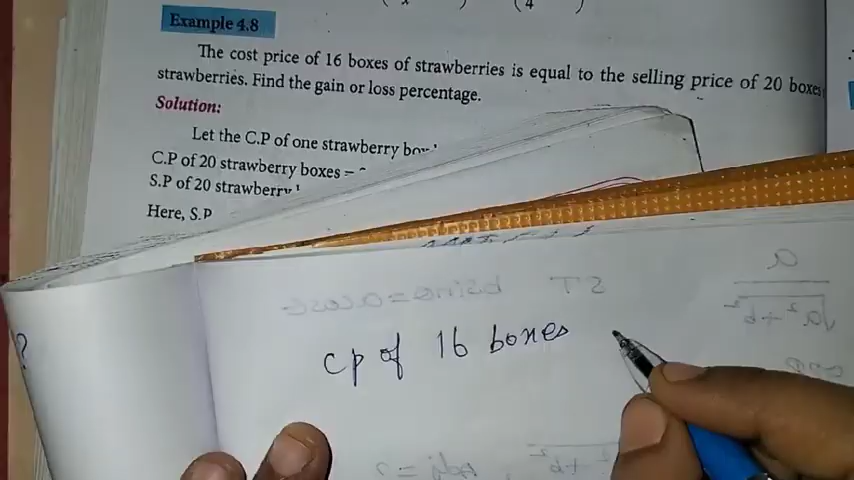 Example 4.8
The cost price of 16 boxes of strawberries is equal to the selling price of 20 boxes
strawberries. Find the gain or loss percentage.
Solution:
Let the C.P of one strawberry
C.P of 20 strawberry boxes =
S.P of 20 strawberry
Here, S.P
cp of 16 boxes